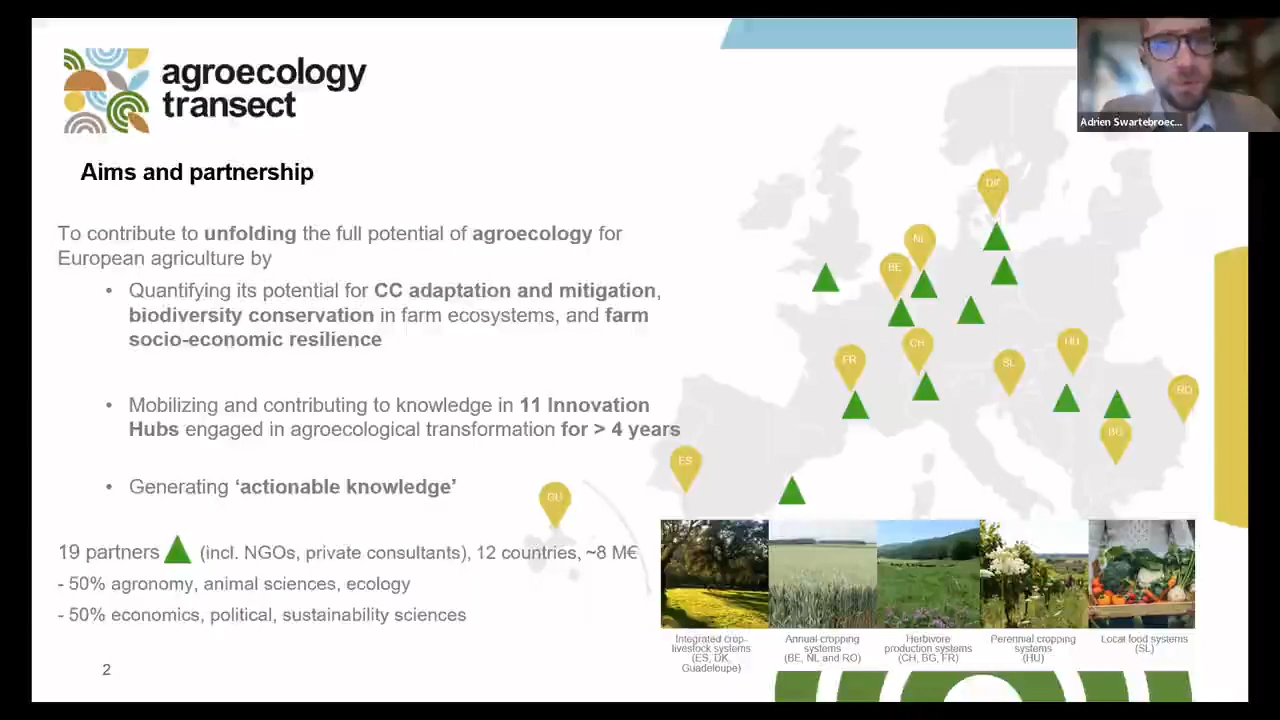 agroecology
transect
Adrien Swartebroec...
Aims and partnership
To contribute to unfolding the full potential of agroecology for
European agriculture by
• Quantifying its potential for CC adaptation and mitigation,
biodiversity conservation in farm ecosystems, and farm
socio-economic resilience
• Mobilizing and contributing to knowledge in 11 Innovation
Hubs engaged in agroecological transformation for > 4 years
• Generating ‘actionable knowledge’
19 partners (incl. NGOs, private consultants), 12 countries, ~8 M€
- 50% agronomy, animal sciences, ecology
- 50% economics, political, sustainability sciences
2
DK
NL
BE
CH
HU
FR
SL
RO
BG
ES
GU
Integrated crop-
livestock systems
(ES, DK,
Guadeloupe)
Annual cropping
systems
(BE, NL and RO)
Herbivore
production systems
(CH, BG, FR)
Perennial cropping
systems
(HU)
Local food systems
(SL)